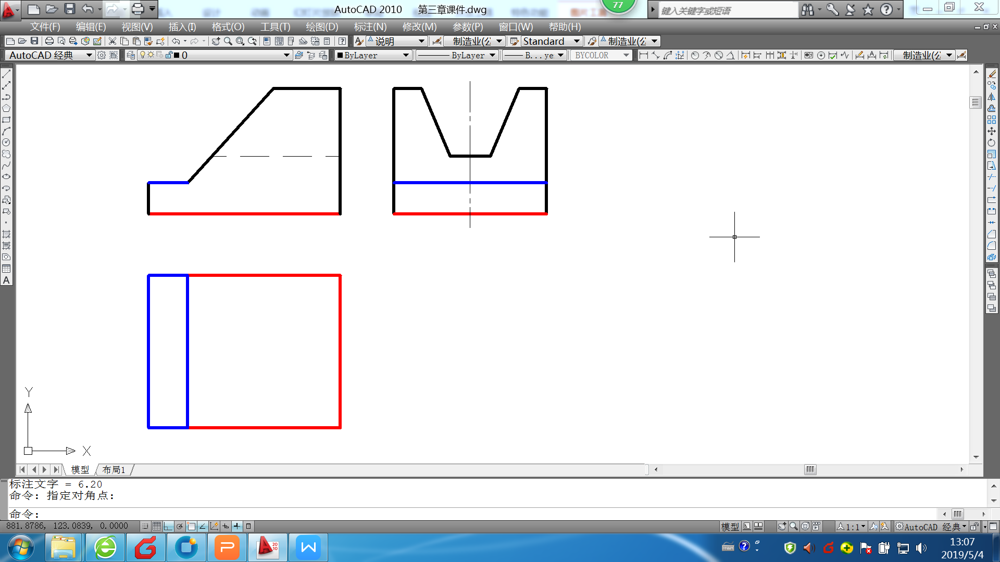 AutoCAD 2010 第三章课件.dwg
77
键入关键字或短语
文件(F) 编辑(E) 视图(V) 插入(I) 格式(O) 工具(T) 绘图(D) 标注(N) 修改(M) 参数(P) 窗口(W) 帮助(H)
说明 制造业(公 Standard 制造业(公
AutoCAD 经典 0 ByLayer ByLayer B...ye BYCOLOR 制造业(公
Y
X
模型 布局1
标注文字 = 6.20
命令: 指定对角点:
命令:
881.8786, 123.0839, 0.0000 模型 1:1 AutoCAD 经典
13:07
2019/5/4